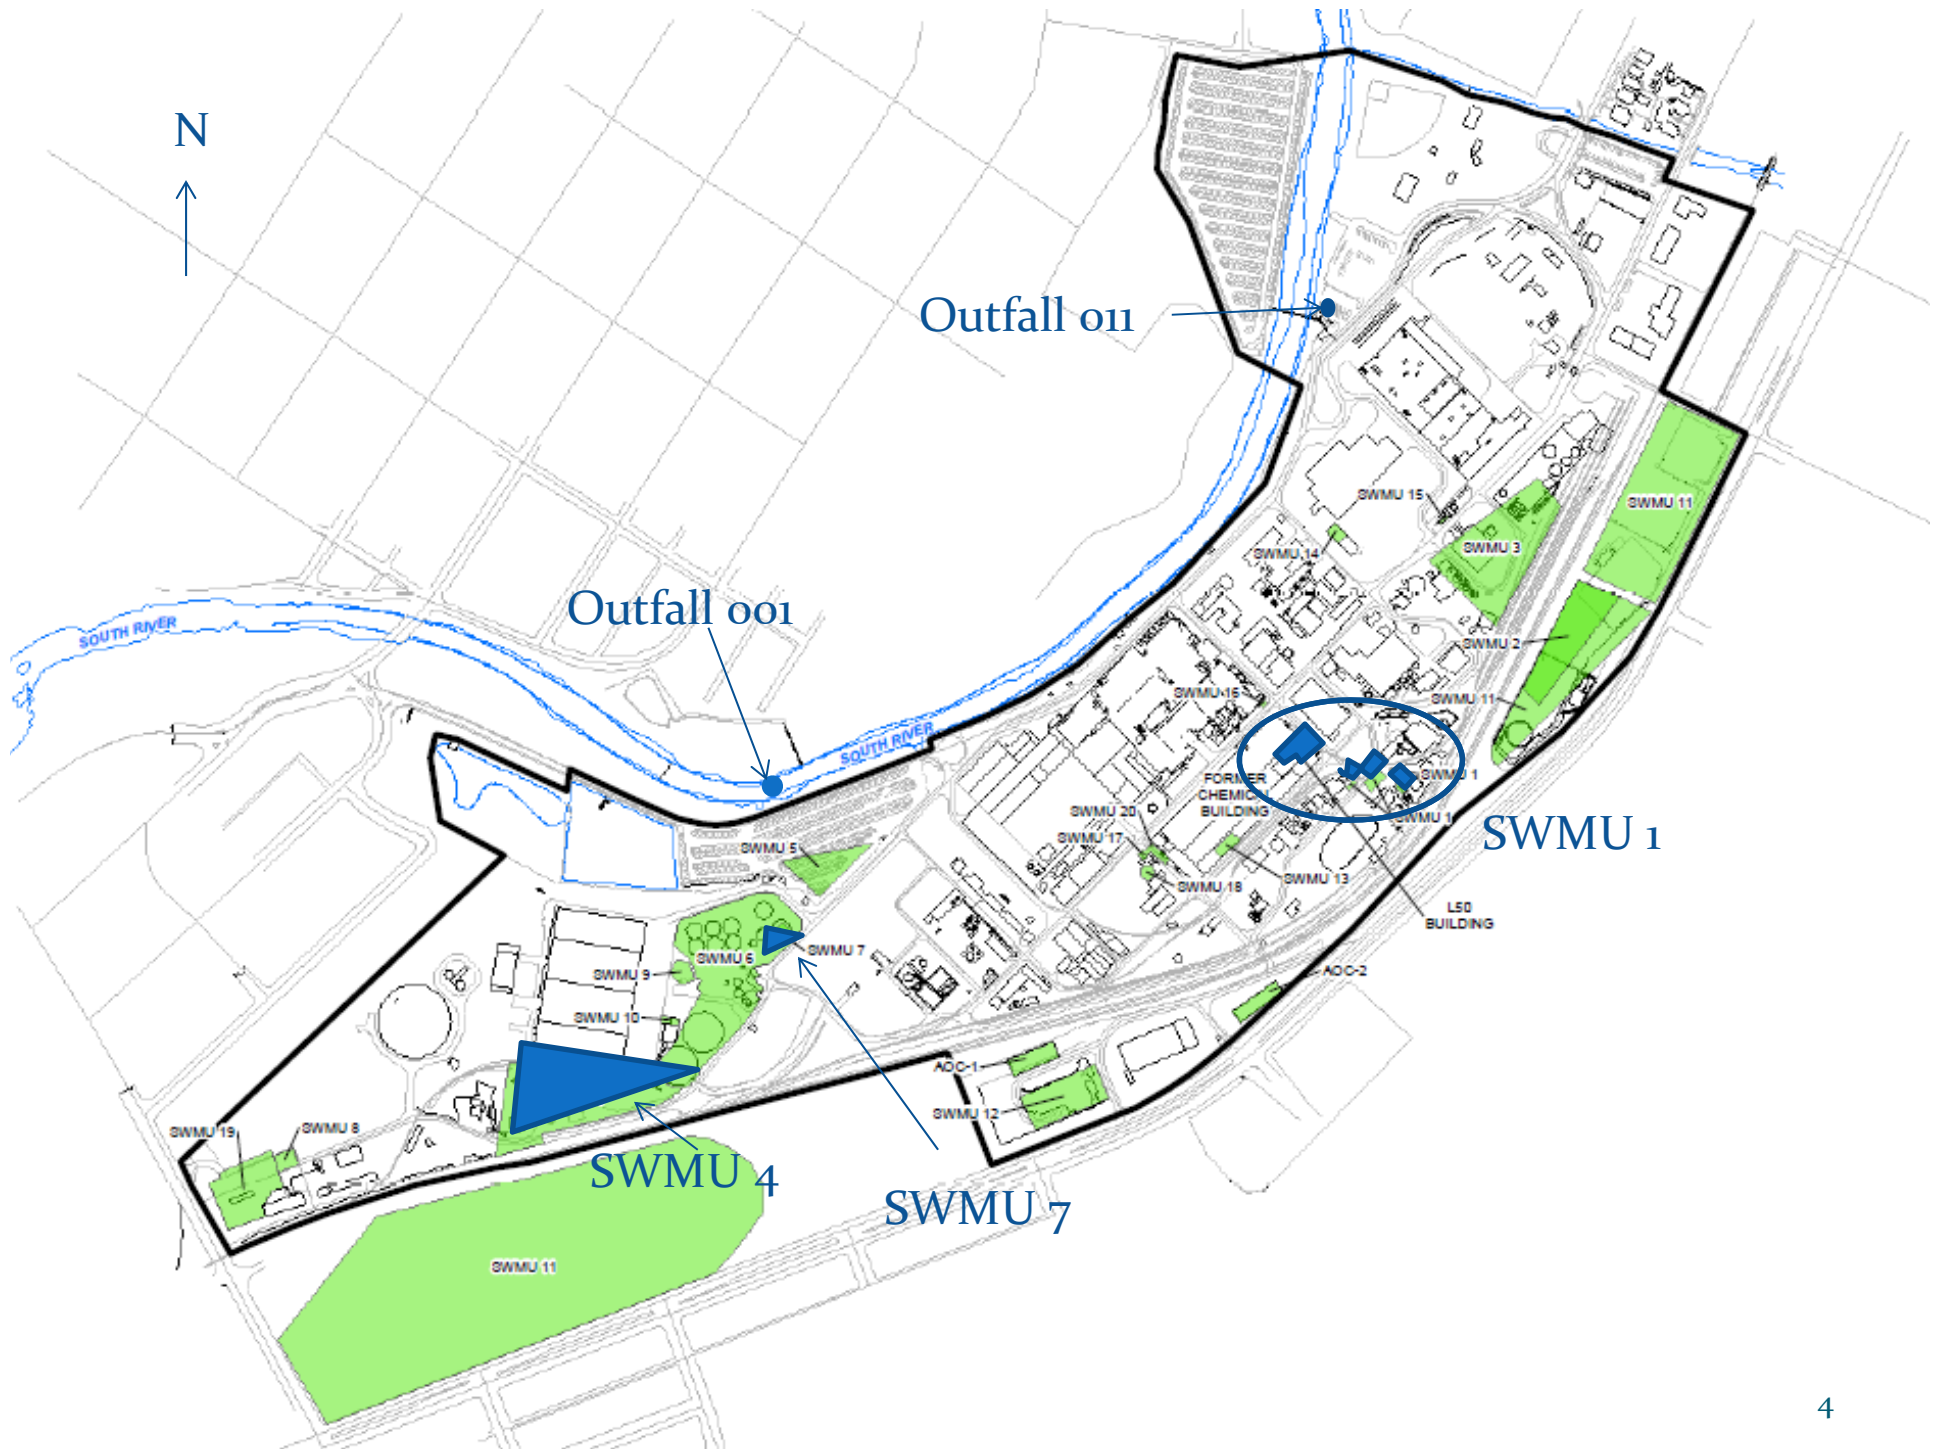 N
Outfall 011
SWMU 15
SWMU 11
SWMU 14
SWMU 3
Outfall 001
SOUTH RIVER
SWMU 2
SWMU 16
SWMU 11
SOUTH RIVER
FORMER
CHEMICAL
BUILDING
SWMU 1
SWMU 20
SWMU 1
SWMU 1
SWMU 17
SWMU 5
SWMU 18
SWMU 13
L50
BUILDING
SWMU 7
SWMU 6
SWMU 9
AOC-2
SWMU 10
AOC-1
SWMU 12
SWMU 19
SWMU 8
SWMU 4
SWMU 7
SWMU 11
4